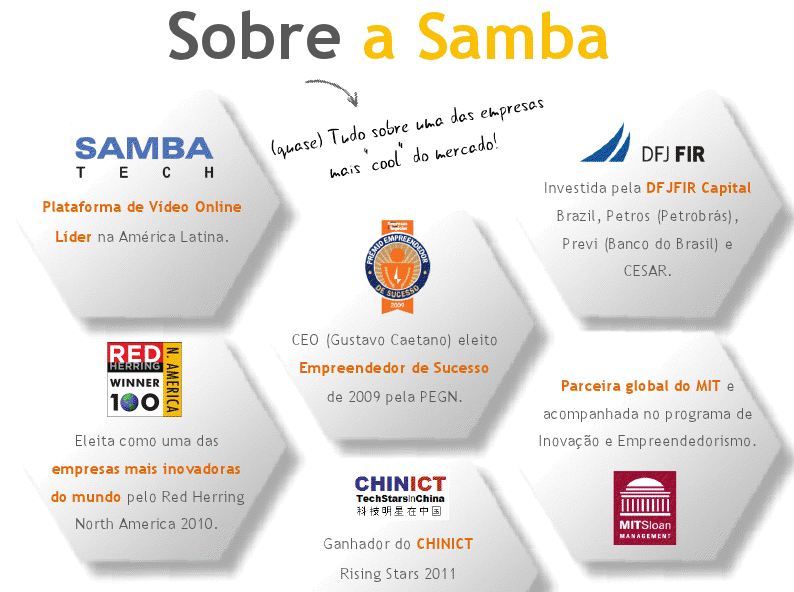 Sobre a Samba
(quase) Tudo sobre uma das empresas
mais "cool" do mercado!
SAMBA
TECH
Plataforma de Vídeo Online
Líder na América Latina.
DFJ FIR
Investida pela DFJFIR Capital
Brazil, Petros (Petrobrás),
Previ (Banco do Brasil) e
CESAR.
PRÊMIO EMPREENDEDOR
DE SUCESSO
2009
CEO (Gustavo Caetano) eleito
Empreendedor de Sucesso
de 2009 pela PEGN.
RED
HERRING
WINNER
100
N. AMERICA
Eleita como uma das
empresas mais inovadoras
do mundo pelo Red Herring
North America 2010.
Parceira global do MIT e
acompanhada no programa de
Inovação e Empreendedorismo.
MITSloan
MANAGEMENT
CHINICT
TechStarsInChina
科技明星在中国
Ganhador do CHINICT
Rising Stars 2011